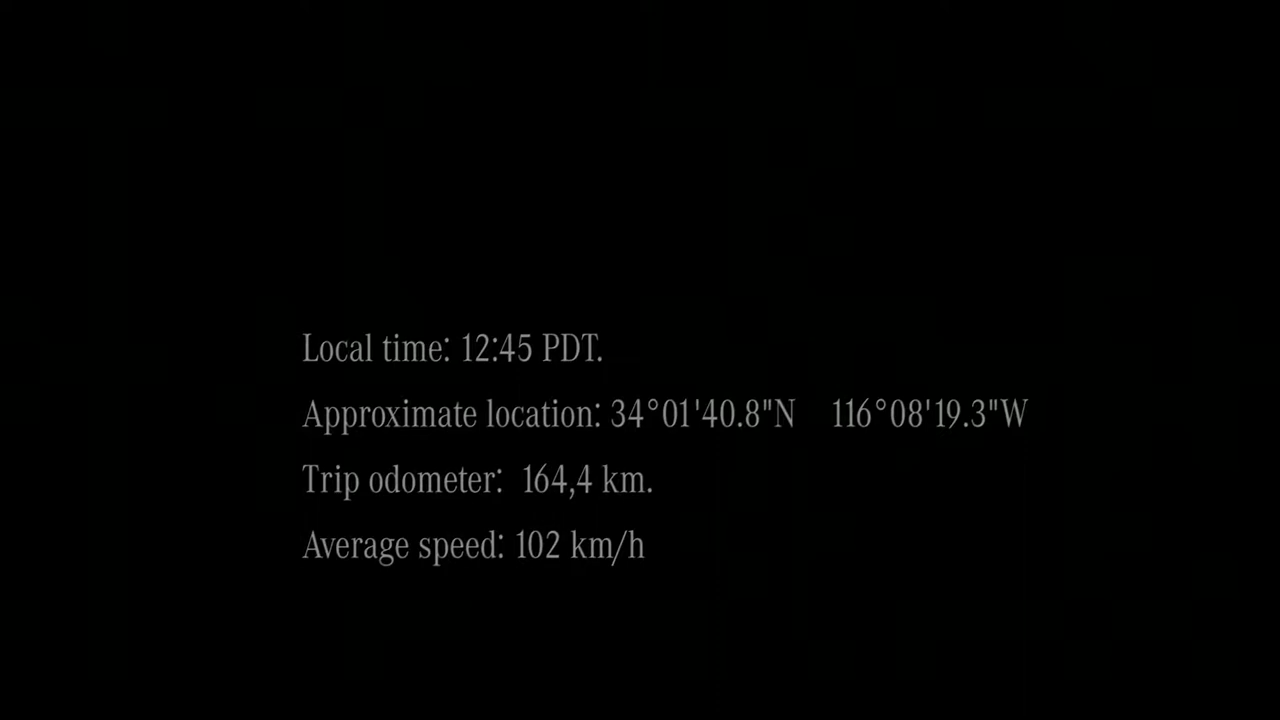 Local time: 12:45 PDT.
Approximate location: 34°01'40.8"N 116°08'19.3"W
Trip odometer: 164,4 km.
Average speed: 102 km/h